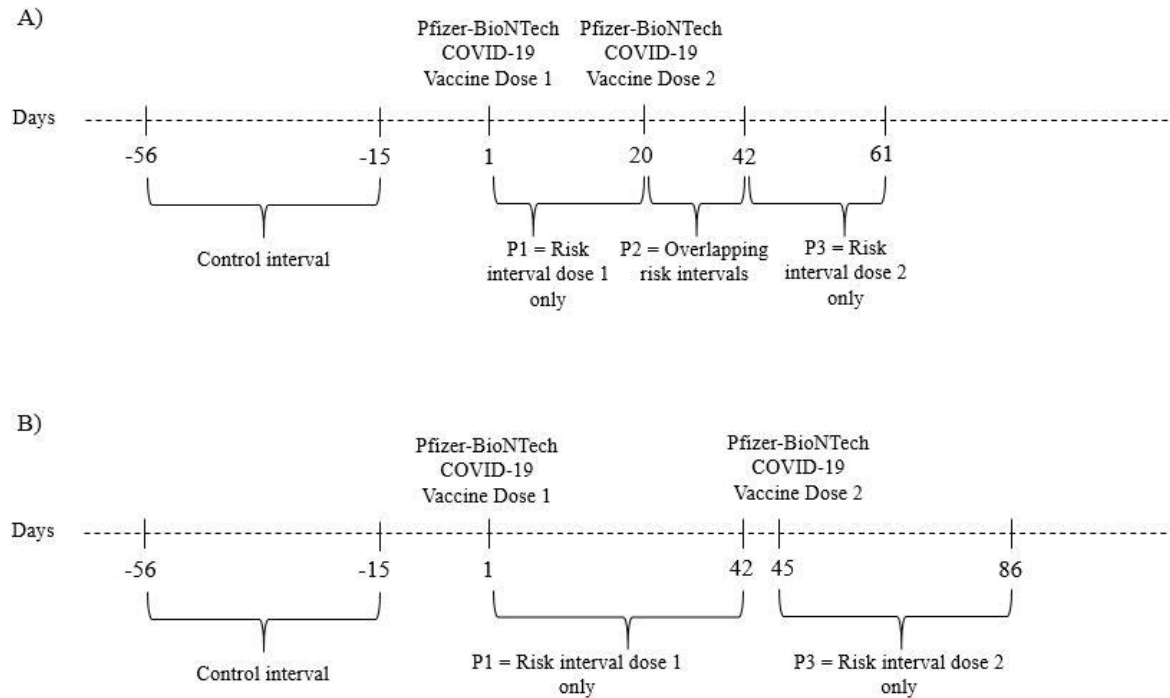 A)
Pfizer-BioNTech
COVID-19
Vaccine Dose 1
Pfizer-BioNTech
COVID-19
Vaccine Dose 2
Days
-56
-15
1
20
42
61
Control interval
P1 = Risk
interval dose 1
only
P2 = Overlapping
risk intervals
P3 = Risk
interval dose 2
only
B)
Pfizer-BioNTech
COVID-19
Vaccine Dose 1
Pfizer-BioNTech
COVID-19
Vaccine Dose 2
Days
-56
-15
1
42
45
86
Control interval
P1 = Risk interval dose 1
only
P3 = Risk interval dose 2
only